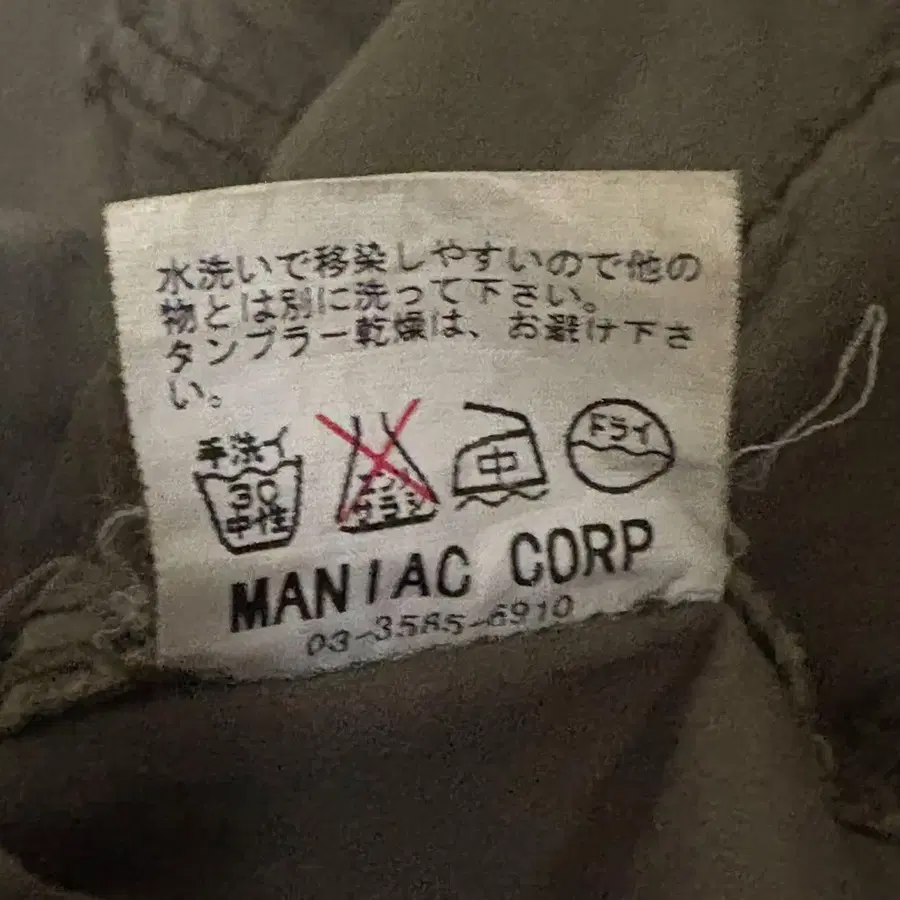 水洗いで移染しやすいので他の
物とは別に洗って下さい。
タンブラー乾燥は、お避け下さ
い。
手洗イ
30
中性
エンソ
サラシ
中
ドライ
MANIAC CORP
03-3585-6910